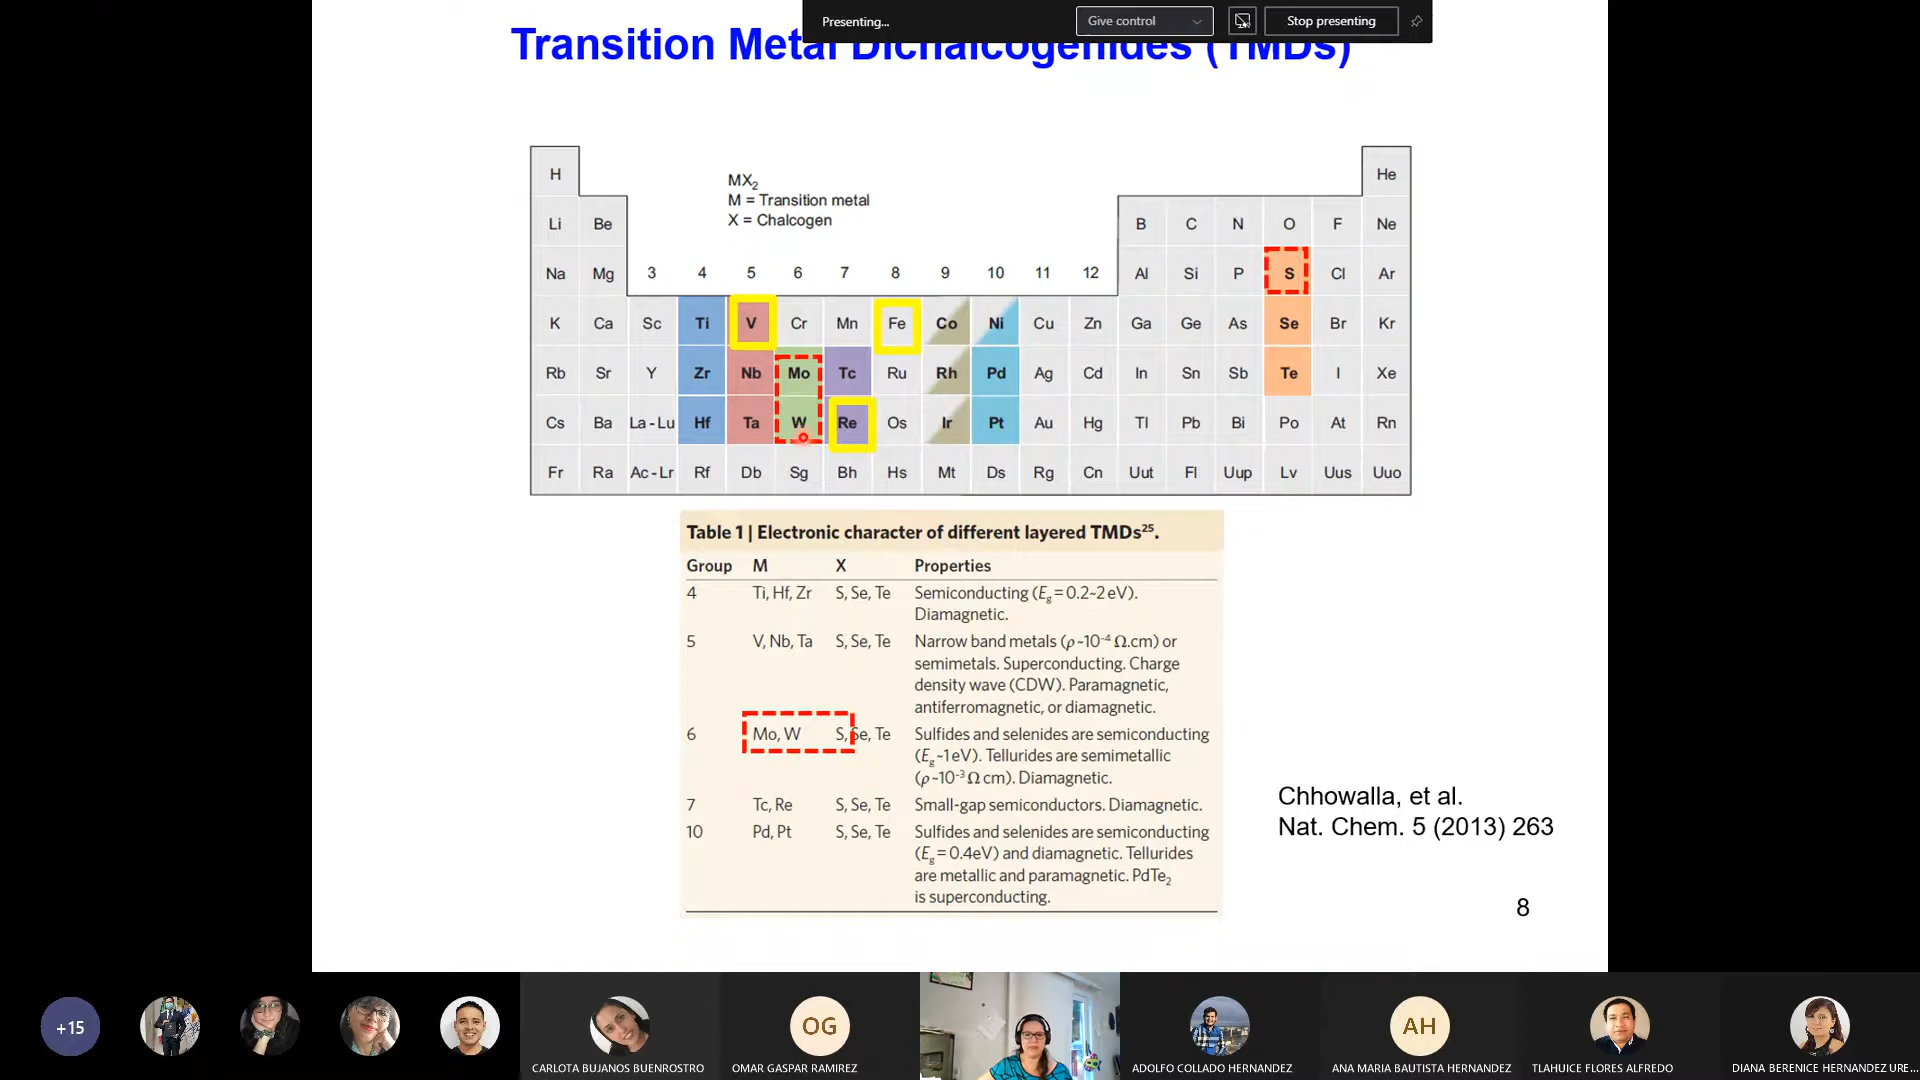 Presenting...
Give control
Stop presenting
Transition Metal Dichalcogenides (TMDs)
H He
MX2
M = Transition metal
X = Chalcogen
Li Be B C N O F Ne
Na Mg 3 4 5 6 7 8 9 10 11 12 Al Si P S Cl Ar
K Ca Sc Ti V Cr Mn Fe Co Ni Cu Zn Ga Ge As Se Br Kr
Rb Sr Y Zr Nb Mo Tc Ru Rh Pd Ag Cd In Sn Sb Te I Xe
Cs Ba La-Lu Hf Ta W Re Os Ir Pt Au Hg Tl Pb Bi Po At Rn
Fr Ra Ac-Lr Rf Db Sg Bh Hs Mt Ds Rg Cn Uut Fl Uup Lv Uus Uuo
Table 1 | Electronic character of different layered TMDs25.
Group M X Properties
4 Ti, Hf, Zr S, Se, Te Semiconducting (Eg = 0.2~2 eV).
Diamagnetic.
5 V, Nb, Ta S, Se, Te Narrow band metals (ρ~10⁻⁴ Ω.cm) or
semimetals. Superconducting. Charge
density wave (CDW). Paramagnetic,
antiferromagnetic, or diamagnetic.
6 Mo, W S, Se, Te Sulfides and selenides are semiconducting
(Eg~1 eV). Tellurides are semimetallic
(ρ~10⁻³ Ω cm). Diamagnetic.
7 Tc, Re S, Se, Te Small-gap semiconductors. Diamagnetic.
10 Pd, Pt S, Se, Te Sulfides and selenides are semiconducting
(Eg = 0.4 eV) and diamagnetic. Tellurides
are metallic and paramagnetic. PdTe2
is superconducting.
Chhowalla, et al.
Nat. Chem. 5 (2013) 263
8
+15
OG
AH
CARLOTA BUJANOS BUENROSTRO
OMAR GASPAR RAMIREZ
ADOLFO COLLADO HERNANDEZ
ANA MARIA BAUTISTA HERNANDEZ
TLAHUICE FLORES ALFREDO
DIANA BERENICE HERNANDEZ URE...